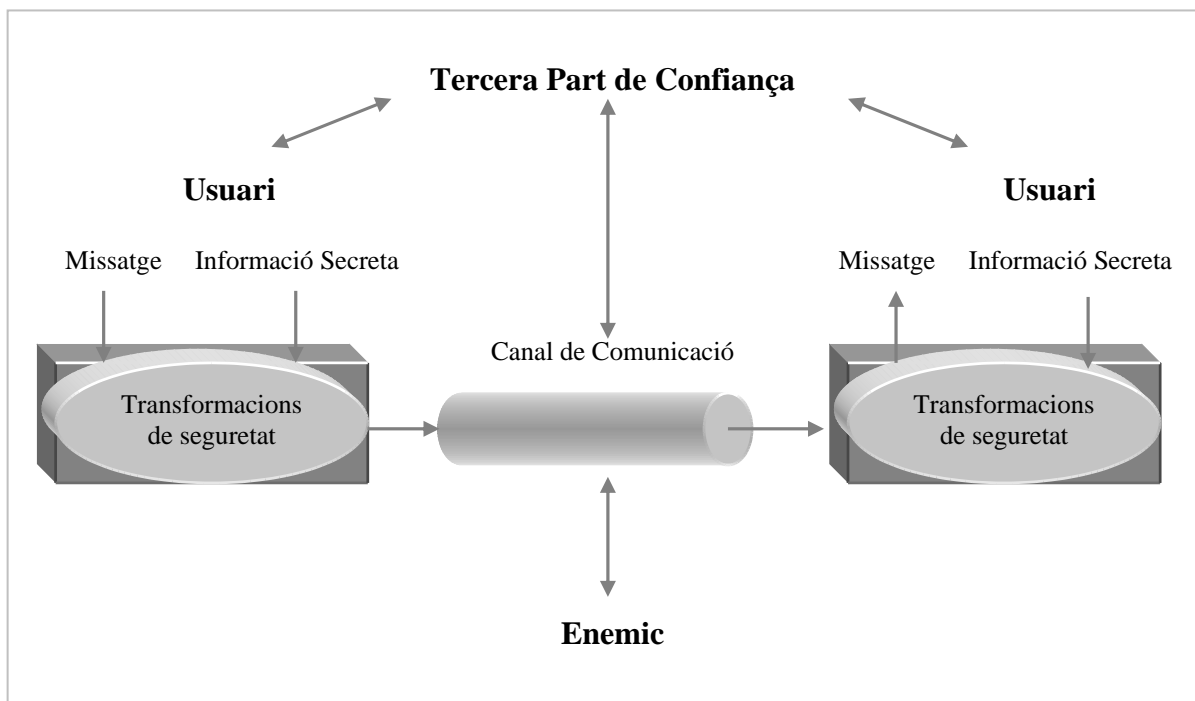 Tercera Part de Confiança
Usuari
Usuari
Missatge
Informació Secreta
Missatge
Informació Secreta
Canal de Comunicació
Transformacions
de seguretat
Transformacions
de seguretat
Enemic